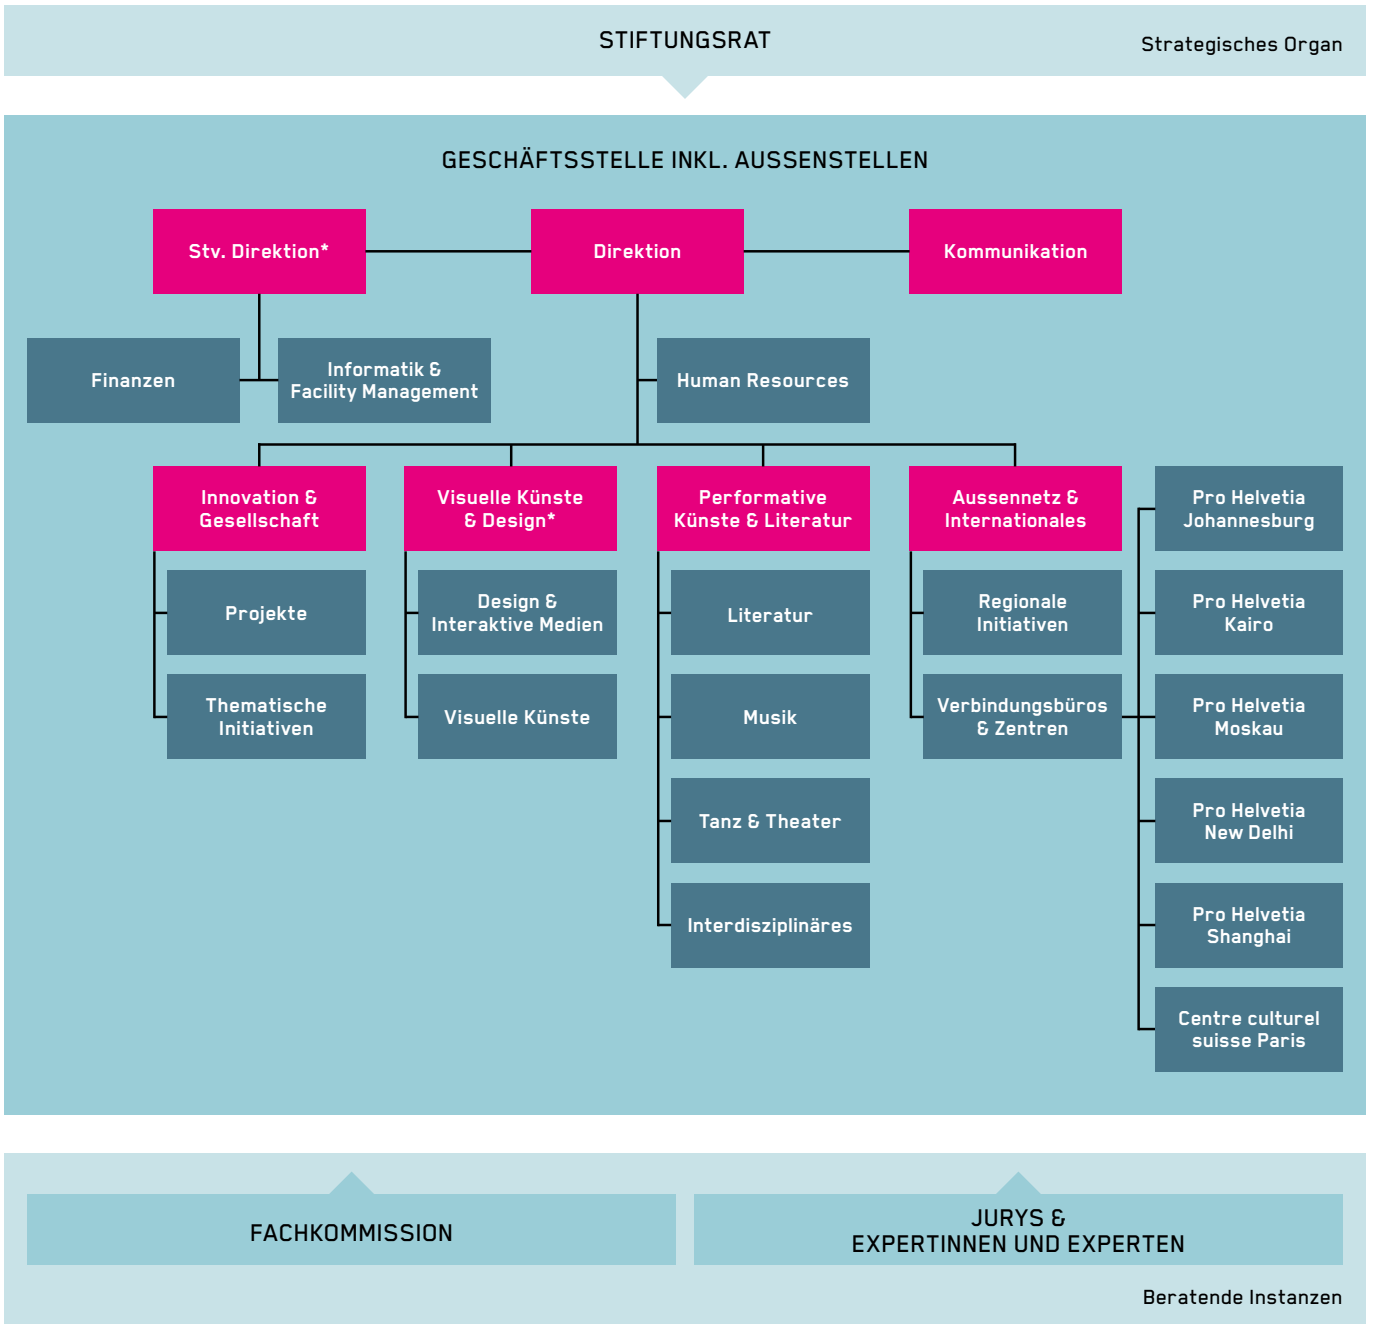 STIFTUNGSRAT
Strategisches Organ
GESCHÄFTSSTELLE INKL. AUSSENSTELLEN
Stv. Direktion*
Direktion
Kommunikation
Finanzen
Informatik &
Facility Management
Human Resources
Innovation &
Gesellschaft
Projekte
Thematische
Initiativen
Visuelle Künste
& Design*
Design &
Interaktive Medien
Visuelle Künste
Performative
Künste & Literatur
Literatur
Musik
Tanz & Theater
Interdisziplinäres
Aussennetz &
Internationales
Regionale
Initiativen
Verbindungsbüros
& Zentren
Pro Helvetia
Johannesburg
Pro Helvetia
Kairo
Pro Helvetia
Moskau
Pro Helvetia
New Delhi
Pro Helvetia
Shanghai
Centre culturel
suisse Paris
FACHKOMMISSION
JURYS &
EXPERTINNEN UND EXPERTEN
Beratende Instanzen